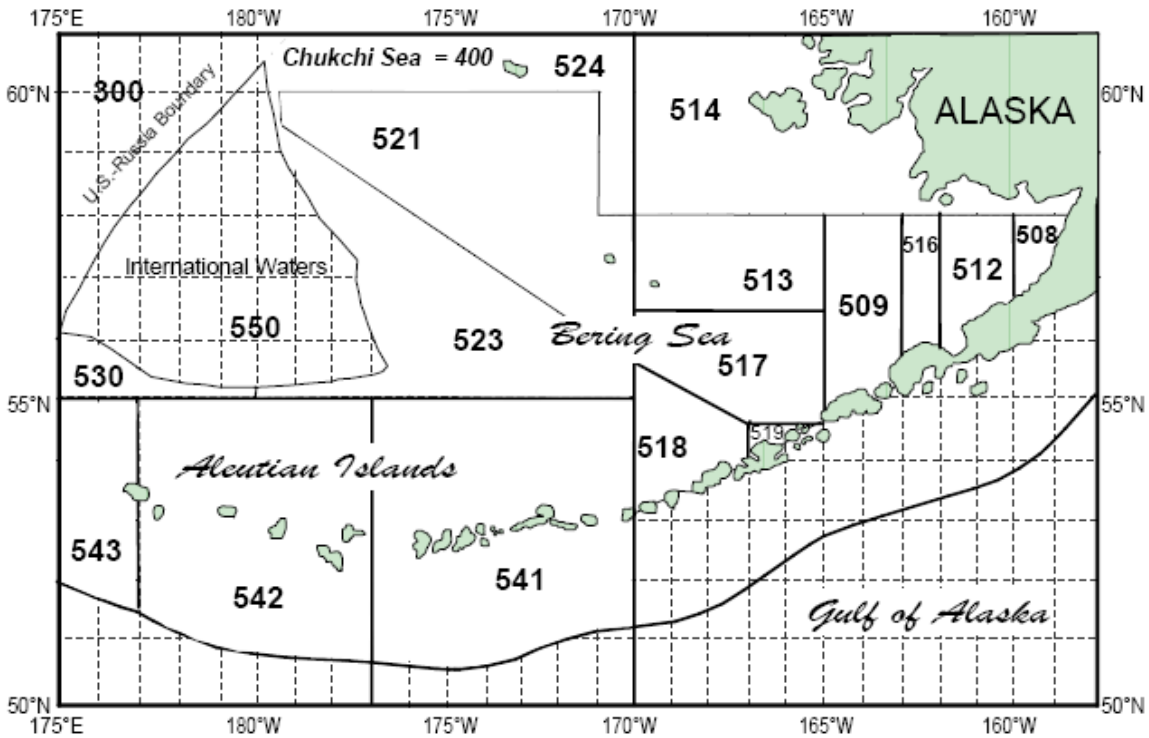 175°E 180°W 175°W 170°W 165°W 160°W
Chukchi Sea = 400
524
300
60°N
60°N
514
ALASKA
521
U.S.-Russia Boundary
516
508
International Waters
513
512
509
550
523
Bering Sea
517
530
55°N
55°N
519
518
Aleutian Islands
543
541
542
Gulf of Alaska
50°N
50°N
175°E 180°W 175°W 170°W 165°W 160°W